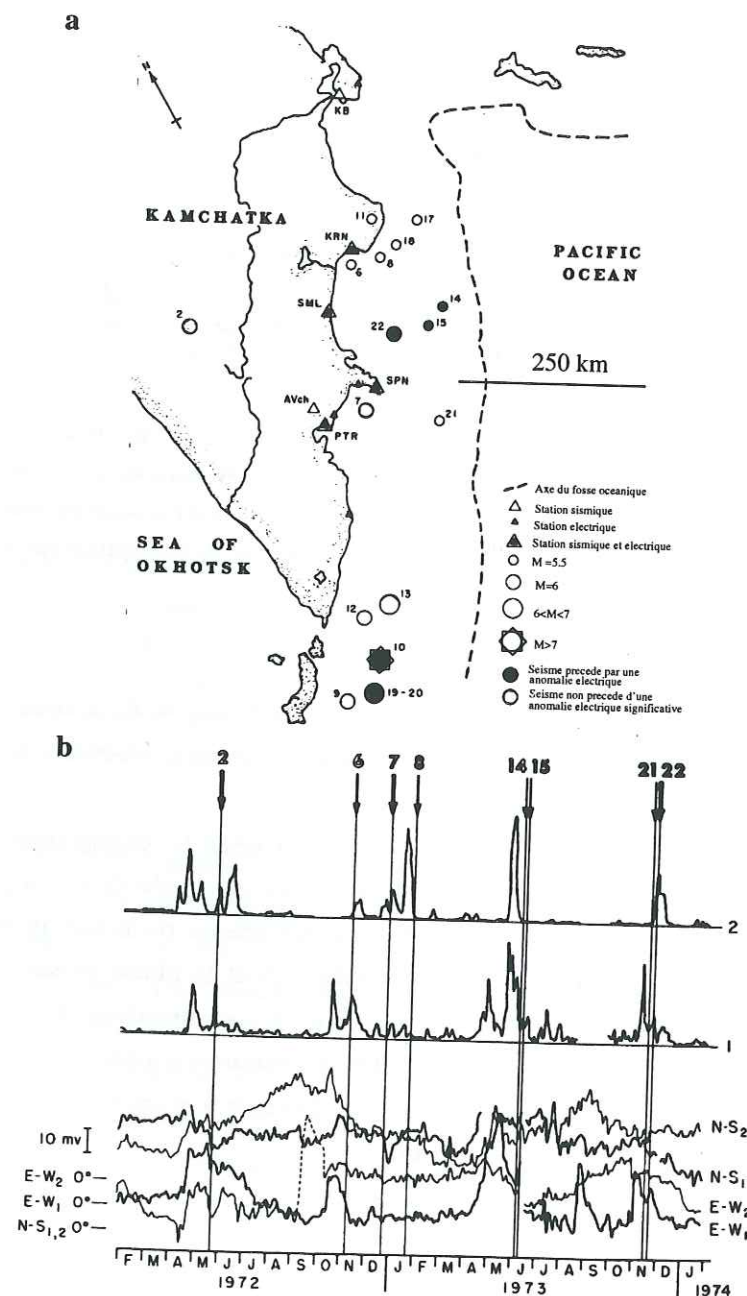 a
N
KB
KAMCHATKA
11
17
KRN
18
8
6
PACIFIC
OCEAN
SML
14
2
22
15
250 km
SPN
AVch
7
21
PTR
SEA OF
OKHOTSK
Axe du fosse oceanique
Station sismique
Station electrique
Station sismique et electrique
M =5.5
M=6
6<M<7
M>7
Seisme precede par une
anomalie electrique
Seisme non precede d'une
anomalie electrique significative
13
12
10
9
19-20
b
2 6 7 8 14 15 21 22
2
1
10 mv
N-S2
E-W2 0°
N-S1
E-W1 0°
E-W2
N-S1,2 0°
E-W1
F M A M J J A S O N D J F M A M J J A S O N D J
1972 1973 1974